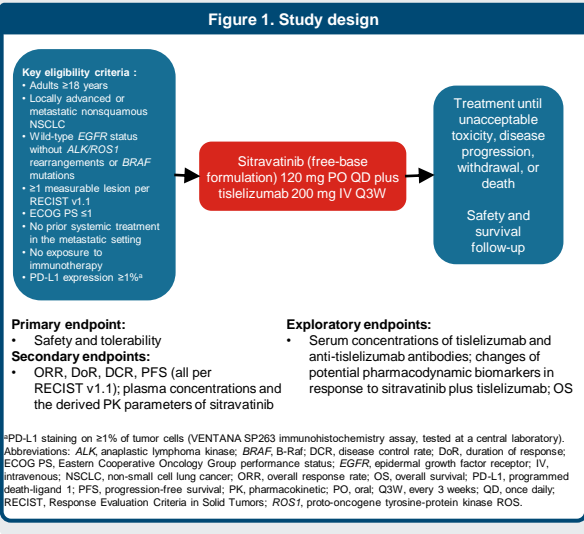 Figure 1. Study design
Key eligibility criteria :
• Adults ≥18 years
• Locally advanced or
metastatic nonsquamous
NSCLC
• Wild-type EGFR status
without ALK/ROS1
rearrangements or BRAF
mutations
• ≥1 measurable lesion per
RECIST v1.1
• ECOG PS ≤1
• No prior systemic treatment
in the metastatic setting
• No exposure to
immunotherapy
• PD-L1 expression ≥1%ᵃ
Sitravatinib (free-base
formulation) 120 mg PO QD plus
tislelizumab 200 mg IV Q3W
Treatment until
unacceptable
toxicity, disease
progression,
withdrawal, or
death
Safety and
survival
follow-up
Primary endpoint:
• Safety and tolerability
Secondary endpoints:
• ORR, DoR, DCR, PFS (all per
RECIST v1.1); plasma concentrations and
the derived PK parameters of sitravatinib
Exploratory endpoints:
• Serum concentrations of tislelizumab and
anti-tislelizumab antibodies; changes of
potential pharmacodynamic biomarkers in
response to sitravatinib plus tislelizumab; OS
ᵃPD-L1 staining on ≥1% of tumor cells (VENTANA SP263 immunohistochemistry assay, tested at a central laboratory).
Abbreviations: ALK, anaplastic lymphoma kinase; BRAF, B-Raf; DCR, disease control rate; DoR, duration of response;
ECOG PS, Eastern Cooperative Oncology Group performance status; EGFR, epidermal growth factor receptor; IV,
intravenous; NSCLC, non-small cell lung cancer; ORR, overall response rate; OS, overall survival; PD-L1, programmed
death-ligand 1; PFS, progression-free survival; PK, pharmacokinetic; PO, oral; Q3W, every 3 weeks; QD, once daily;
RECIST, Response Evaluation Criteria in Solid Tumors; ROS1, proto-oncogene tyrosine-protein kinase ROS.